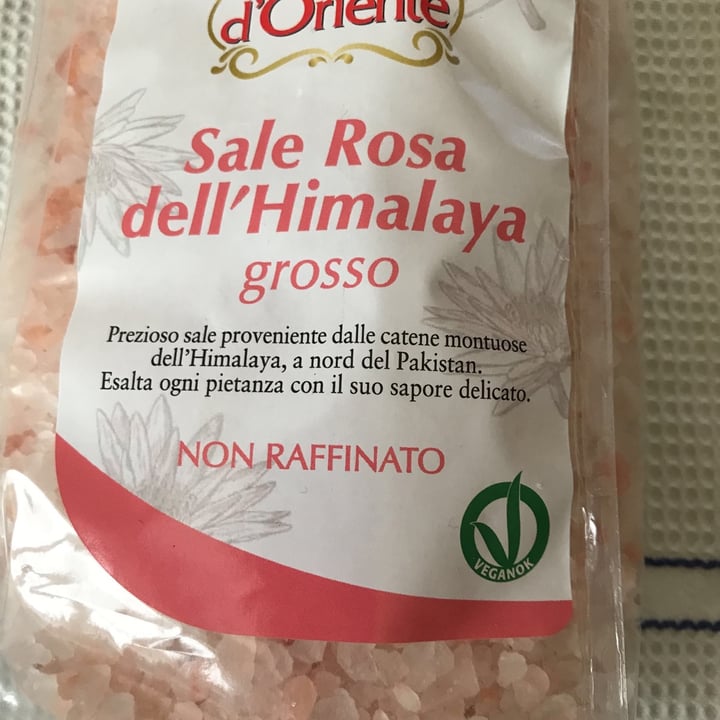 d'Oriente
Sale Rosa
dell'Himalaya
grosso
Prezioso sale proveniente dalle catene montuose
dell'Himalaya, a nord del Pakistan.
Esalta ogni pietanza con il suo sapore delicato.
NON RAFFINATO
VEGANOK